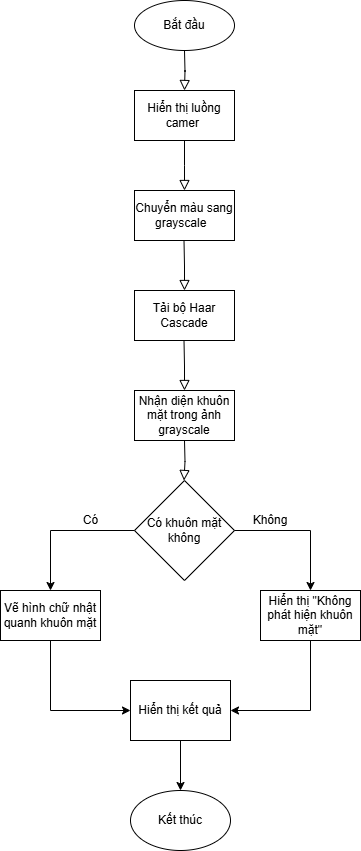 Bắt đầu
Hiển thị luồng
camer
Chuyển màu sang
grayscale
Tải bộ Haar
Cascade
Nhận diện khuôn
mặt trong ảnh
grayscale
Có khuôn mặt
không
Có
Không
Vẽ hình chữ nhật
quanh khuôn mặt
Hiển thị "Không
phát hiện khuôn
mặt"
Hiển thị kết quả
Kết thúc